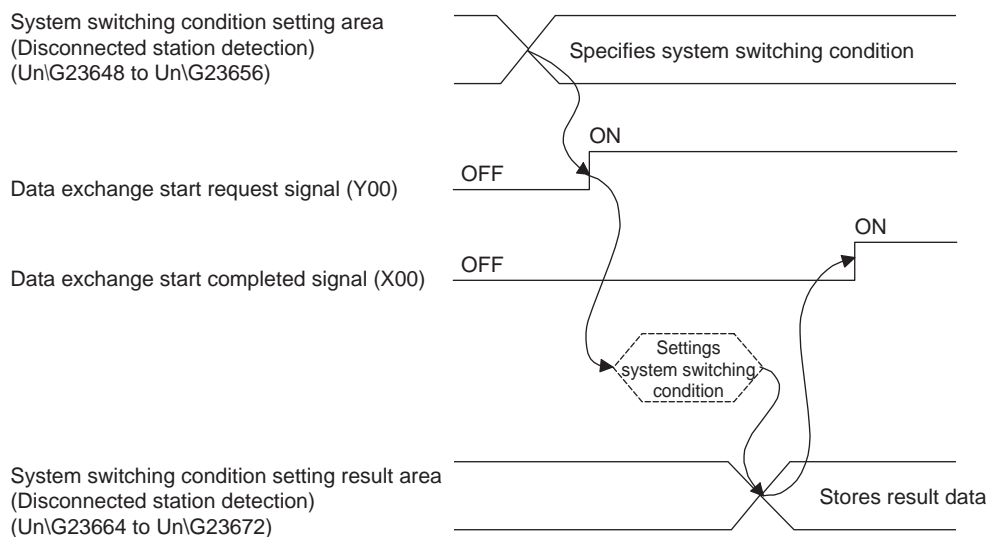 System switching condition setting area
(Disconnected station detection)
(Un\G23648 to Un\G23656)
Specifies system switching condition
ON
OFF
Data exchange start request signal (Y00)
ON
OFF
Data exchange start completed signal (X00)
Settings
system switching
condition
System switching condition setting result area
(Disconnected station detection)
(Un\G23664 to Un\G23672)
Stores result data